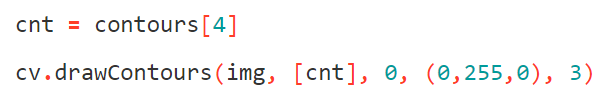 cnt = contours[4]
cv.drawContours(img, [cnt], 0, (0,255,0), 3)